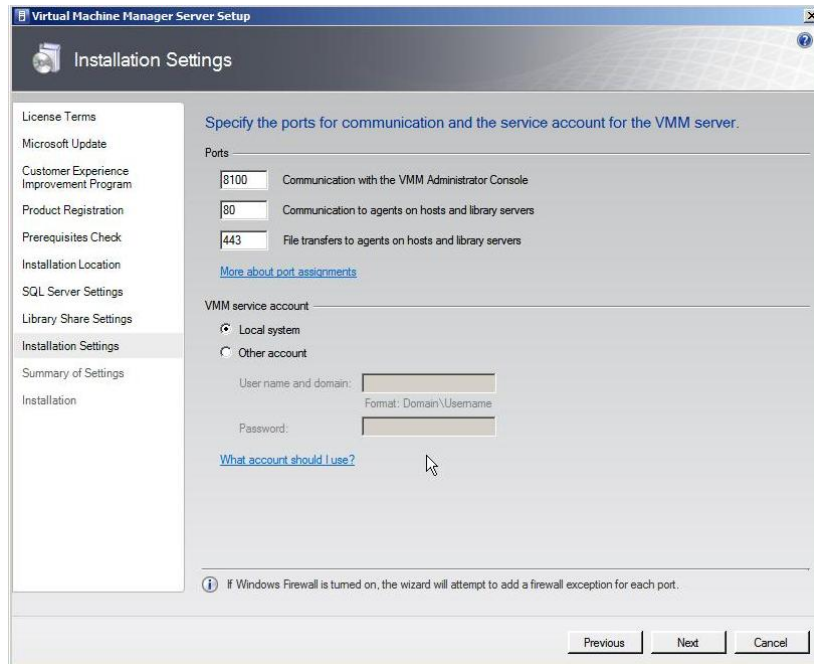 Virtual Machine Manager Server Setup
Installation Settings
License Terms
Microsoft Update
Customer Experience
Improvement Program
Product Registration
Prerequisites Check
Installation Location
SQL Server Settings
Library Share Settings
Installation Settings
Summary of Settings
Installation
Specify the ports for communication and the service account for the VMM server.
Ports
8100 Communication with the VMM Administrator Console
80 Communication to agents on hosts and library servers
443 File transfers to agents on hosts and library servers
More about port assignments
VMM service account
Local system
Other account
User name and domain:
Format: Domain\Username
Password:
What account should I use?
If Windows Firewall is turned on, the wizard will attempt to add a firewall exception for each port.
Previous Next Cancel